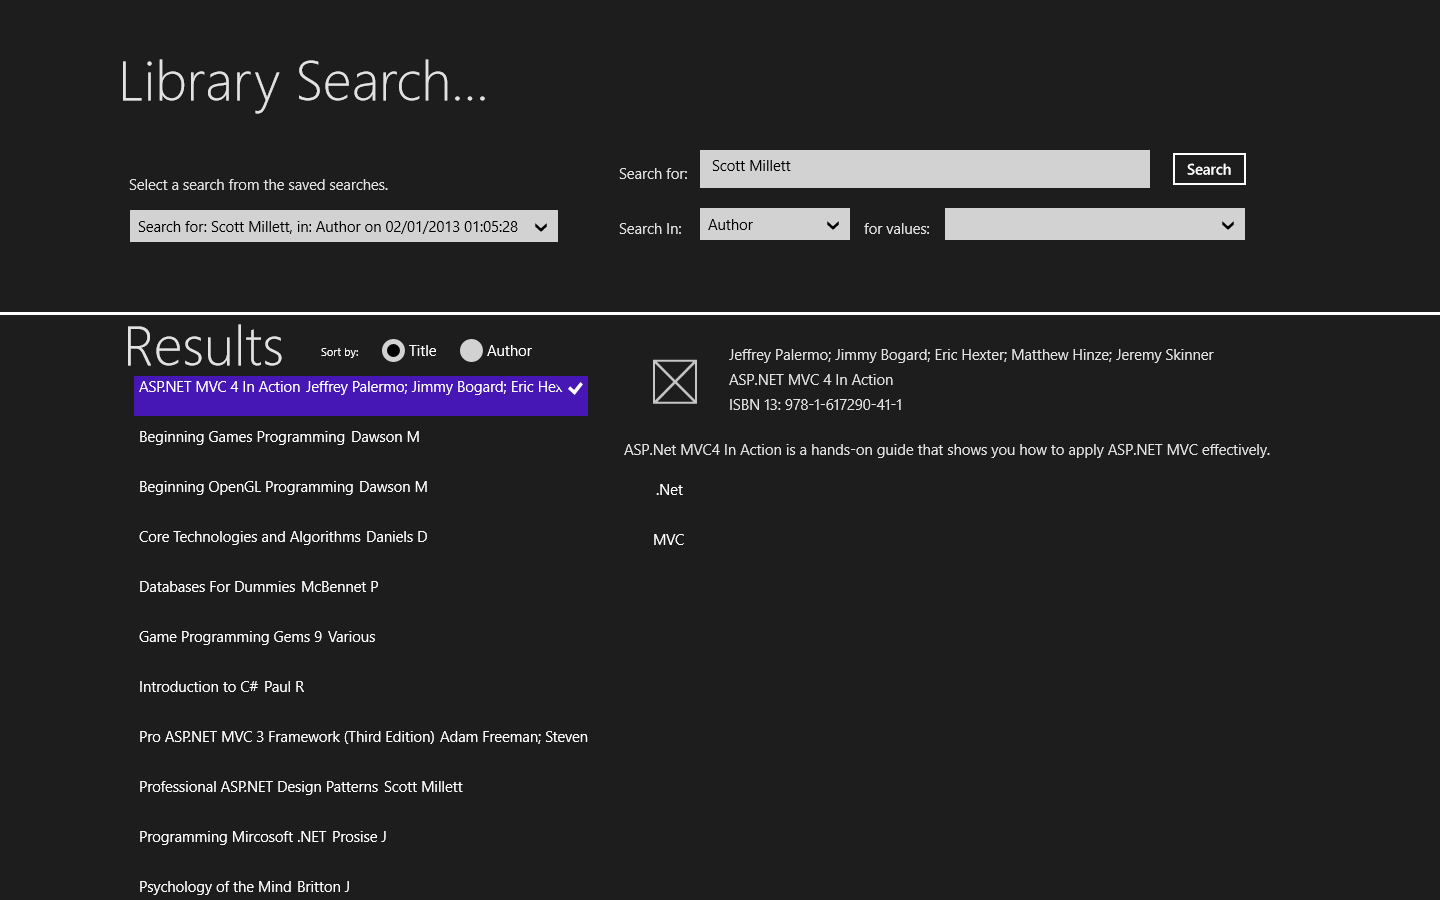 Library Search...
Select a search from the saved searches.
Search for: Scott Millett, in: Author on 02/01/2013 01:05:28
Search for: Scott Millett Search
Search In: Author for values:
Results Sort by: Title Author
ASP.NET MVC 4 In Action Jeffrey Palermo; Jimmy Bogard; Eric Hex
Beginning Games Programming Dawson M
Beginning OpenGL Programming Dawson M
Core Technologies and Algorithms Daniels D
Databases For Dummies McBennet P
Game Programming Gems 9 Various
Introduction to C# Paul R
Pro ASP.NET MVC 3 Framework (Third Edition) Adam Freeman; Steven
Professional ASP.NET Design Patterns Scott Millett
Programming Mircosoft .NET Prosise J
Psychology of the Mind Britton J
Jeffrey Palermo; Jimmy Bogard; Eric Hexter; Matthew Hinze; Jeremy Skinner
ASP.NET MVC 4 In Action
ISBN 13: 978-1-617290-41-1
ASP.Net MVC4 In Action is a hands-on guide that shows you how to apply ASP.NET MVC effectively.
.Net
MVC